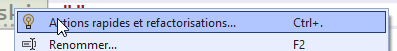 Actions rapides et refactorisations... Ctrl+.
Renommer... F2